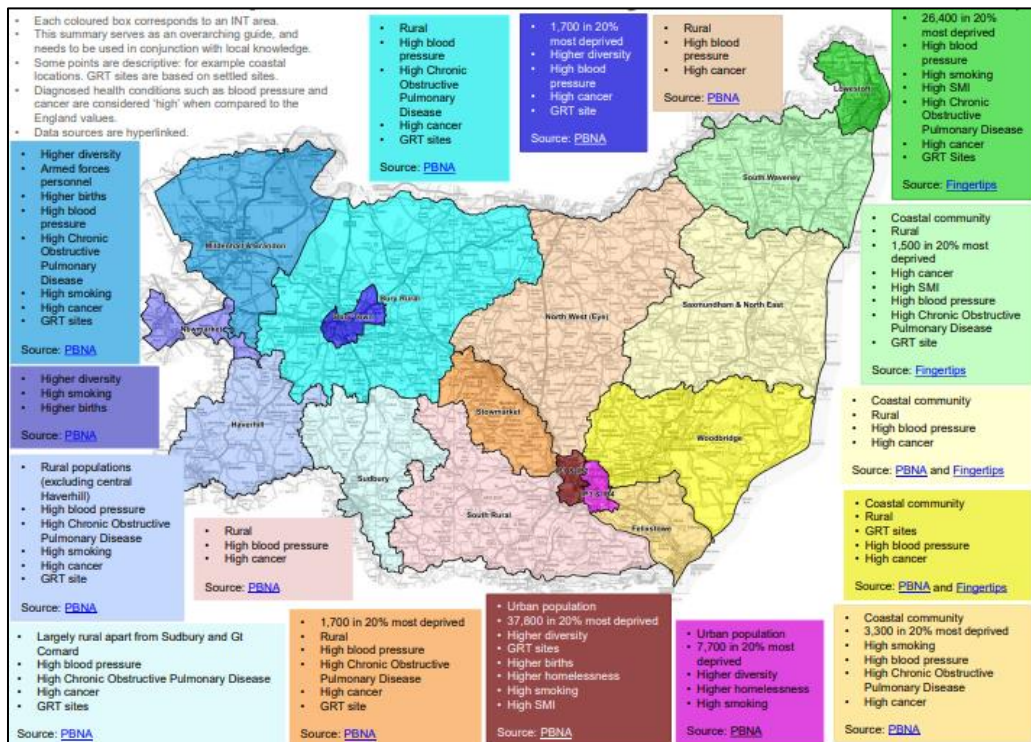 • Each coloured box corresponds to an INT area.
• This summary serves as an overarching guide, and
needs to be used in conjunction with local knowledge.
• Some points are descriptive: for example coastal
locations. GRT sites are based on settled sites.
• Diagnosed health conditions such as blood pressure and
cancer are considered 'high' when compared to the
England values.
• Data sources are hyperlinked.
• Rural
• High blood
pressure
• High Chronic
Obstructive
Pulmonary
Disease
• High cancer
• GRT sites
Source: PBNA
• 1,700 in 20%
most deprived
• Higher diversity
• High blood
pressure
• High cancer
• GRT site
Source: PBNA
• Rural
• High blood
pressure
• High cancer
Source: PBNA
• 26,400 in 20%
most deprived
• High blood
pressure
• High smoking
• High SMI
• High Chronic
Obstructive
Pulmonary Disease
• High cancer
• GRT Sites
Source: Fingertips
• Higher diversity
• Armed forces
personnel
• Higher births
• High blood
pressure
• High Chronic
Obstructive
Pulmonary
Disease
• High smoking
• High cancer
• GRT sites
Source: PBNA
Lowestoft
South Waveney
Mildenhall & Brandon
Bury Rural
Bury Town
Newmarket
North West (Eye)
Saxmundham & North East
Haverhill
Stowmarket
Woodbridge
Sudbury
South Rural
Felixstowe
• Coastal community
• Rural
• 1,500 in 20% most
deprived
• High cancer
• High SMI
• High blood pressure
• High Chronic Obstructive
Pulmonary Disease
• GRT site
Source: Fingertips
• Higher diversity
• High smoking
• Higher births
Source: PBNA
• Coastal community
• Rural
• High blood pressure
• High cancer
Source: PBNA and Fingertips
• Rural populations
(excluding central
Haverhill)
• High blood pressure
• High Chronic Obstructive
Pulmonary Disease
• High smoking
• High cancer
• GRT site
Source: PBNA
• Rural
• High blood pressure
• High cancer
Source: PBNA
• Coastal community
• Rural
• GRT sites
• High blood pressure
• High cancer
Source: PBNA and Fingertips
• Largely rural apart from Sudbury and Gt
Cornard
• High blood pressure
• High Chronic Obstructive Pulmonary Disease
• High cancer
• GRT sites
Source: PBNA
• 1,700 in 20% most deprived
• Rural
• High blood pressure
• High Chronic Obstructive
Pulmonary Disease
• High cancer
• GRT site
Source: PBNA
• Urban population
• 37,800 in 20% most deprived
• Higher diversity
• GRT sites
• Higher births
• Higher homelessness
• High smoking
• High SMI
Source: PBNA
• Urban population
• 7,700 in 20% most
deprived
• Higher diversity
• Higher homelessness
• High smoking
Source: PBNA
• Coastal community
• 3,300 in 20% most deprived
• High smoking
• High blood pressure
• High Chronic Obstructive
Pulmonary Disease
• High cancer
Source: PBNA